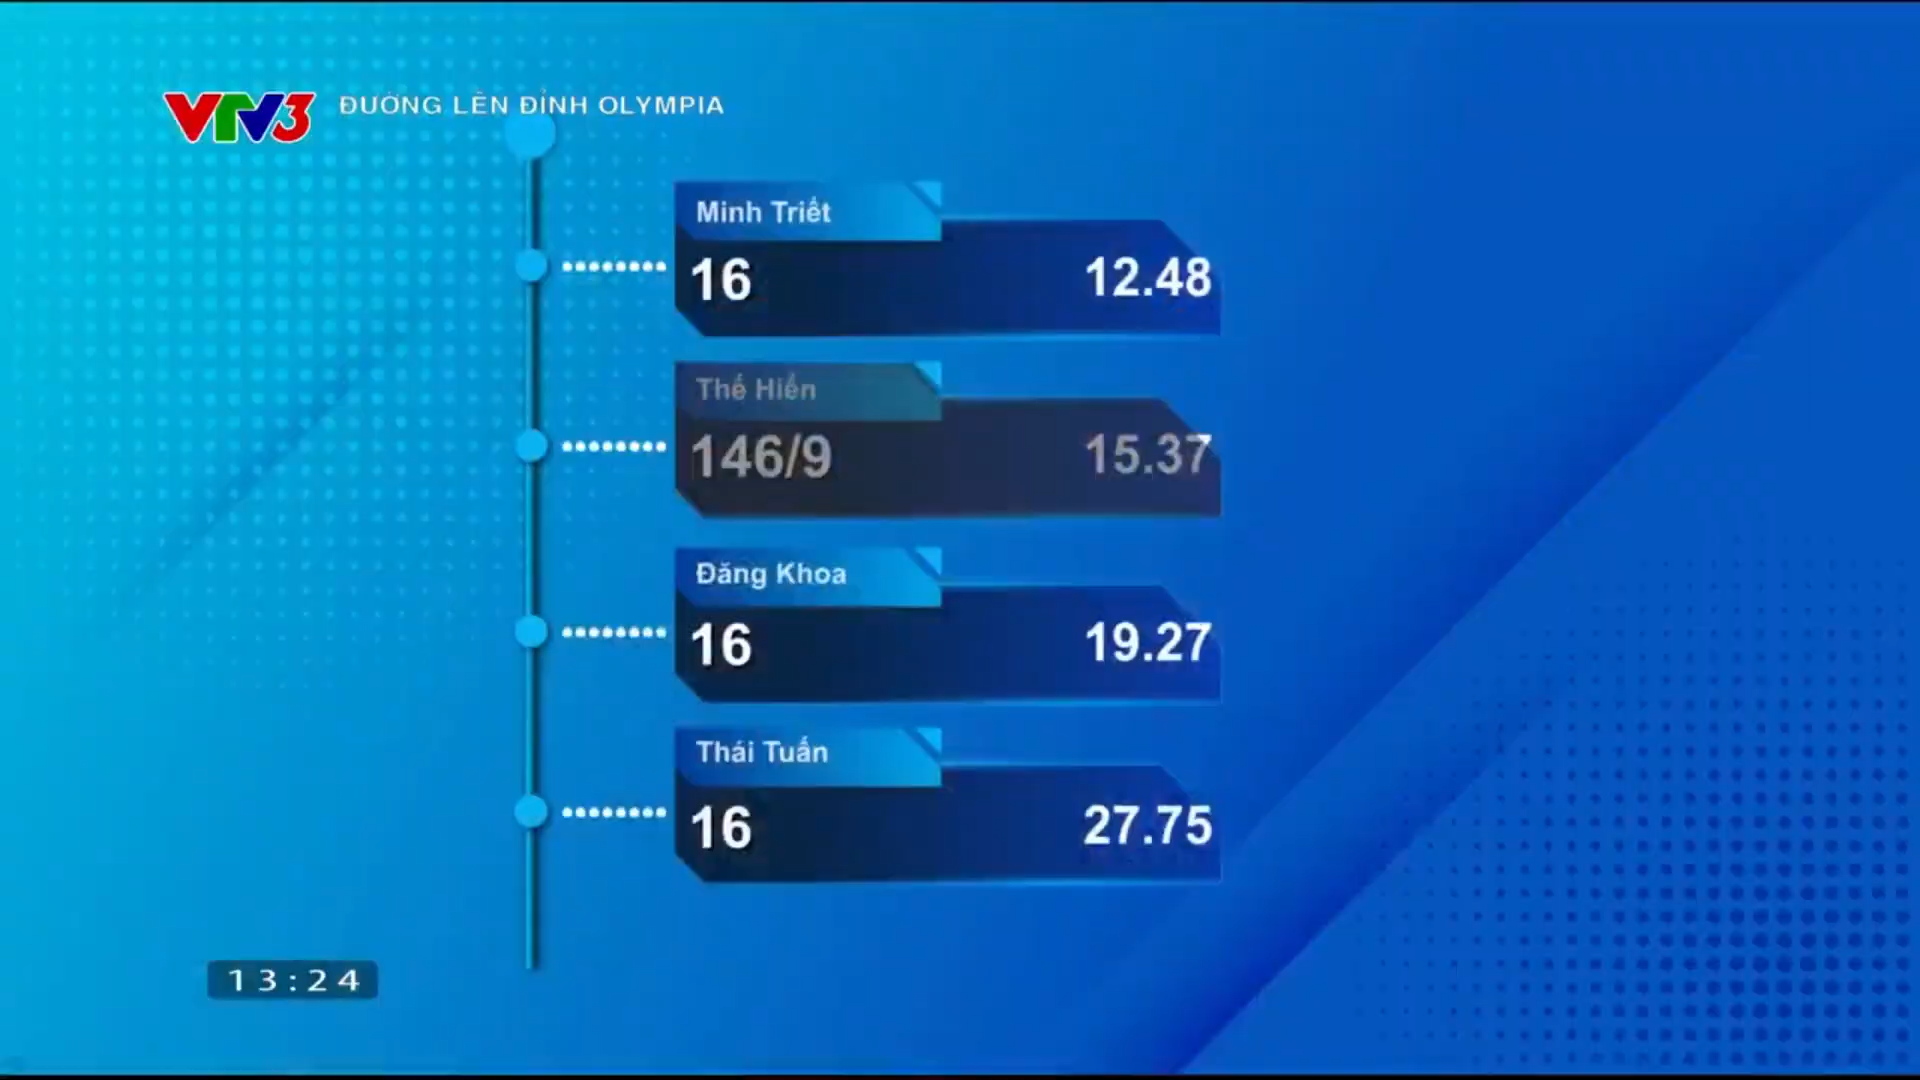 VTV3 ĐƯỜNG LÊN ĐỈNH OLYMPIA
Minh Triết
16 12.48
Thế Hiển
146/9 15.37
Đăng Khoa
16 19.27
Thái Tuấn
16 27.75
13:24